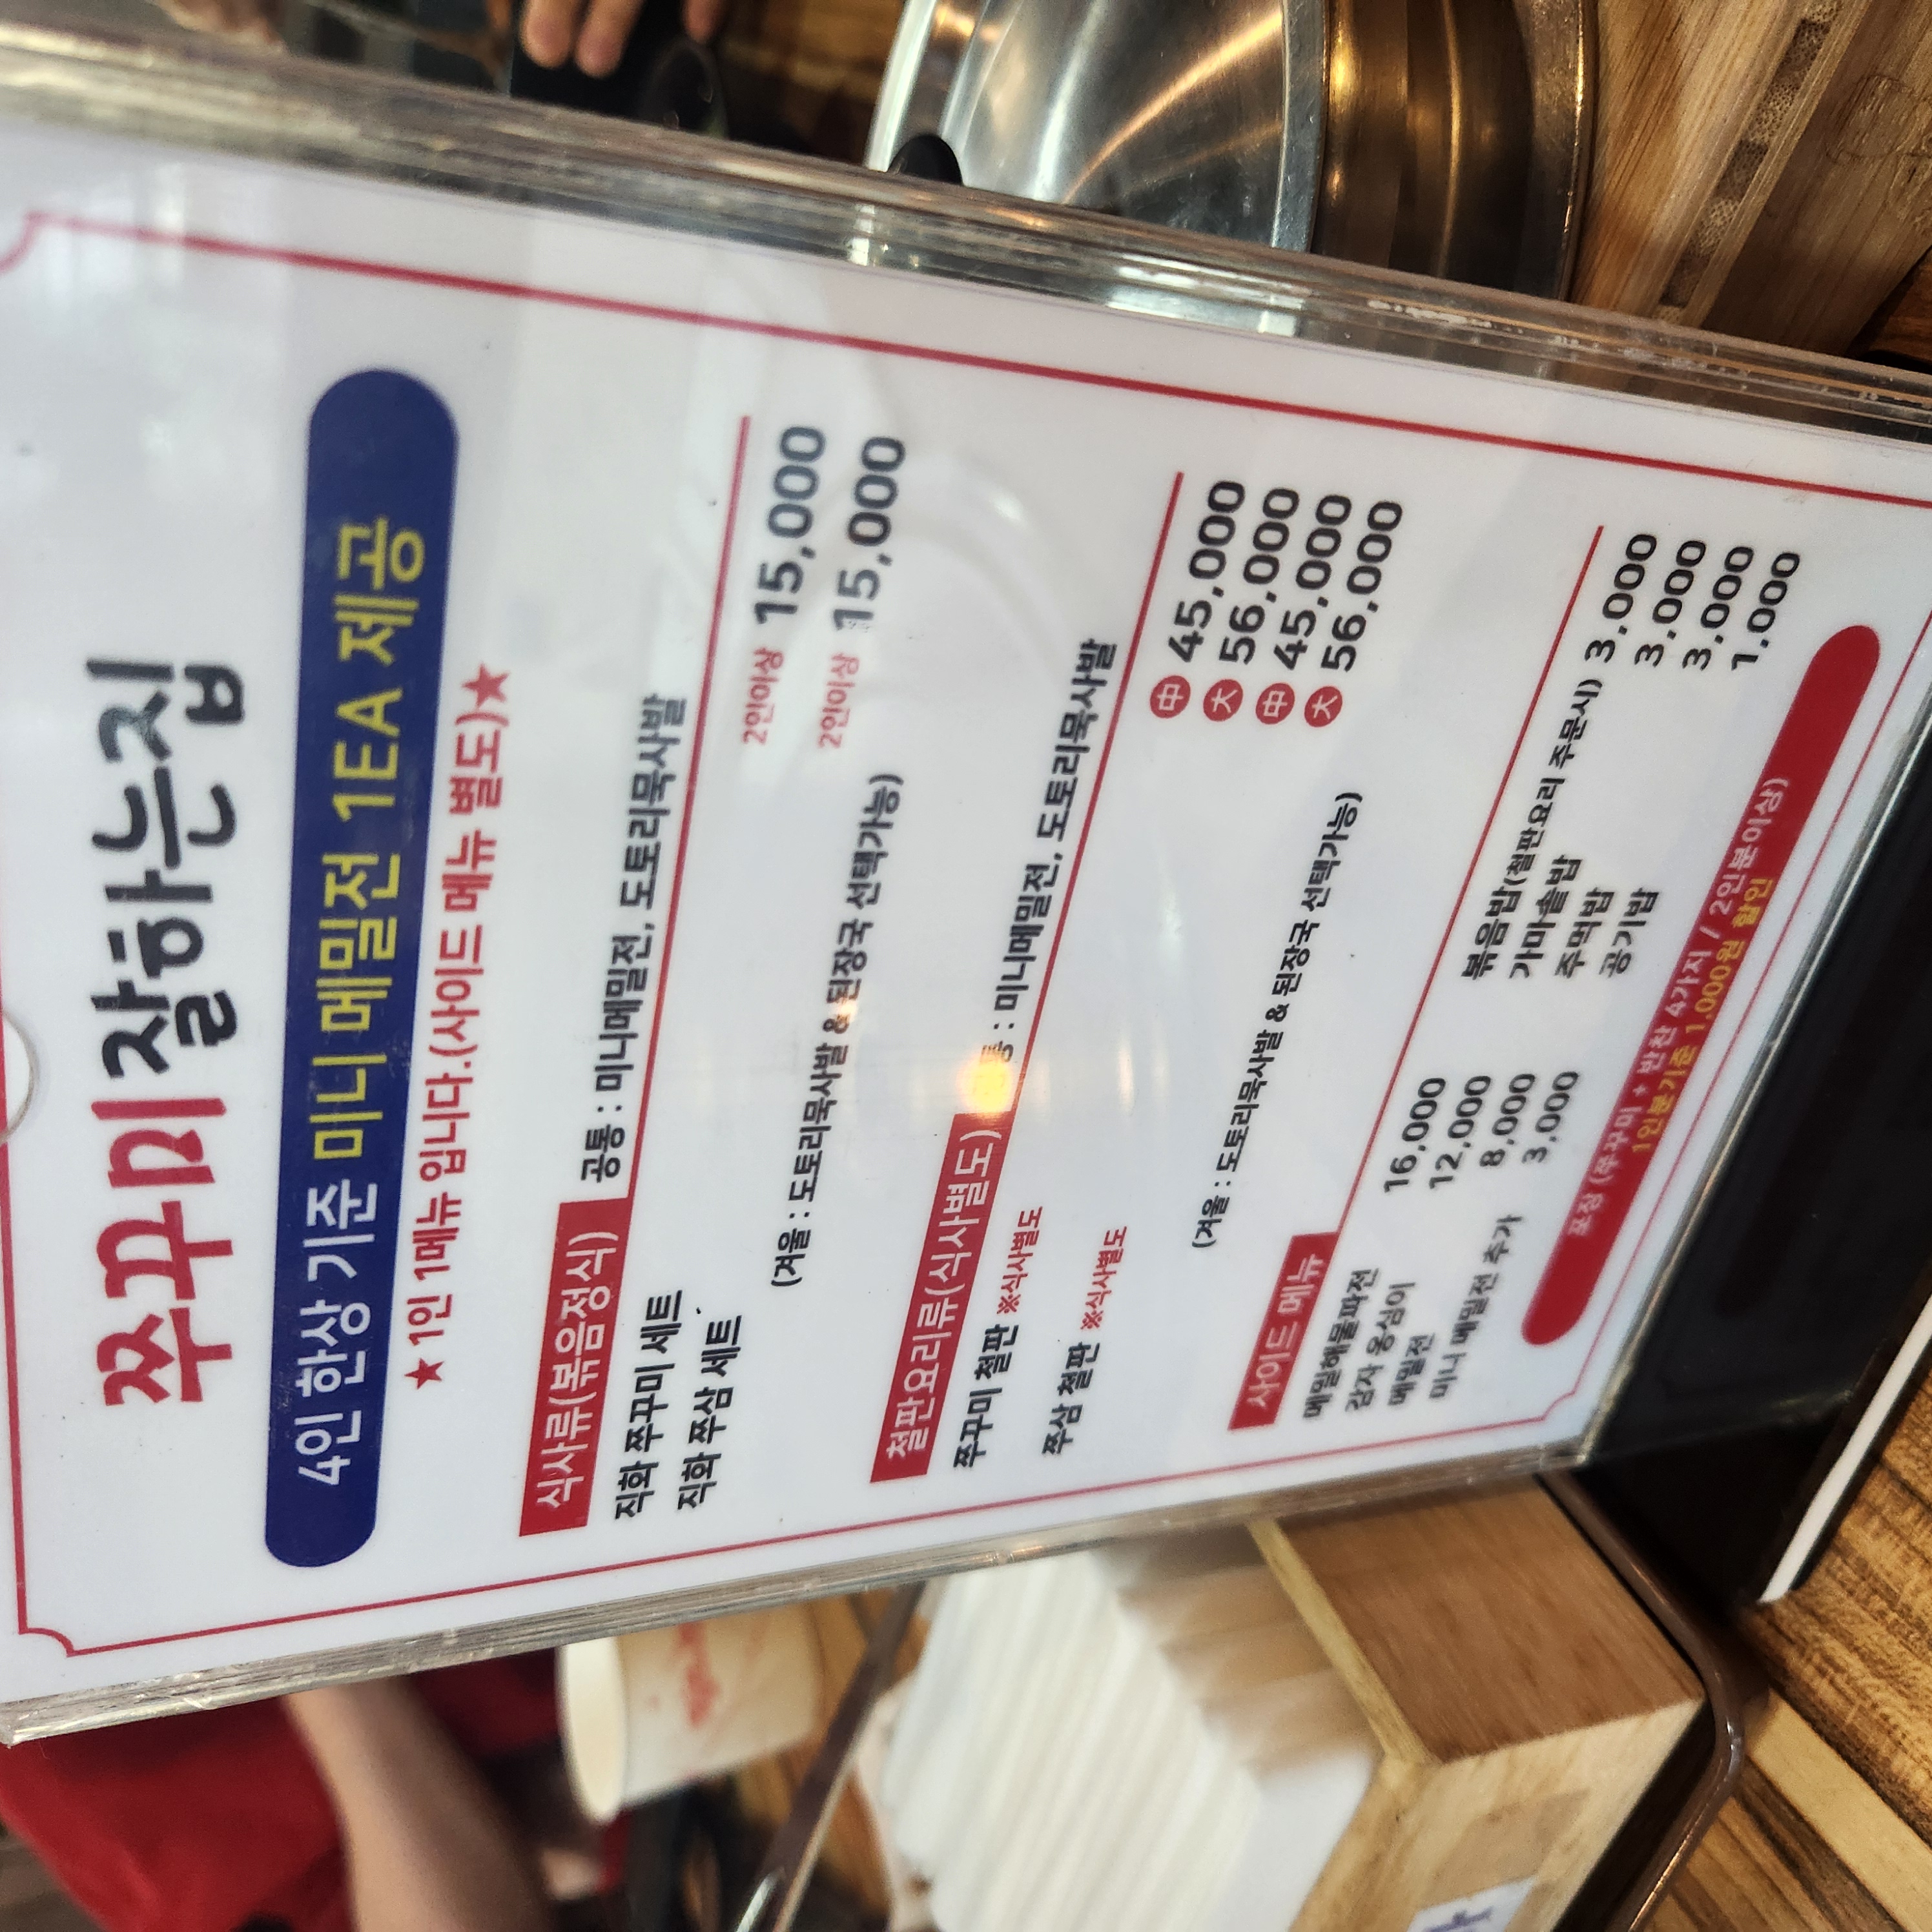 쭈꾸미 잘하는집
4인 한상 기준 미니 메밀전 1EA 제공
★1인 1메뉴 입니다.(사이드 메뉴 별도)★
식사류(볶음정식) 공통 : 미니메밀전, 도토리묵사발
직화 쭈꾸미 세트 2인이상 15,000
직화 쭈삼 세트 2인이상 15,000
(겨울 : 도토리묵사발 & 된장국 선택가능)
철판요리류(식사별도) 공통 : 미니메밀전, 도토리묵사발
쭈꾸미 철판 ※식사별도 中 45,000
大 56,000
쭈삼 철판 ※식사별도 中 45,000
大 56,000
(겨울 : 도토리묵사발 & 된장국 선택가능)
사이드 메뉴
메밀해물파전 16,000 볶음밥(철판요리 주문시) 3,000
감자 옹심이 12,000 가마솥밥 3,000
메밀전 8,000 주먹밥 3,000
미니 메밀전 추가 3,000 공기밥 1,000
포장 (쭈꾸미 + 반찬 4가지 / 2인분이상)
1인분기준 1,000원 할인